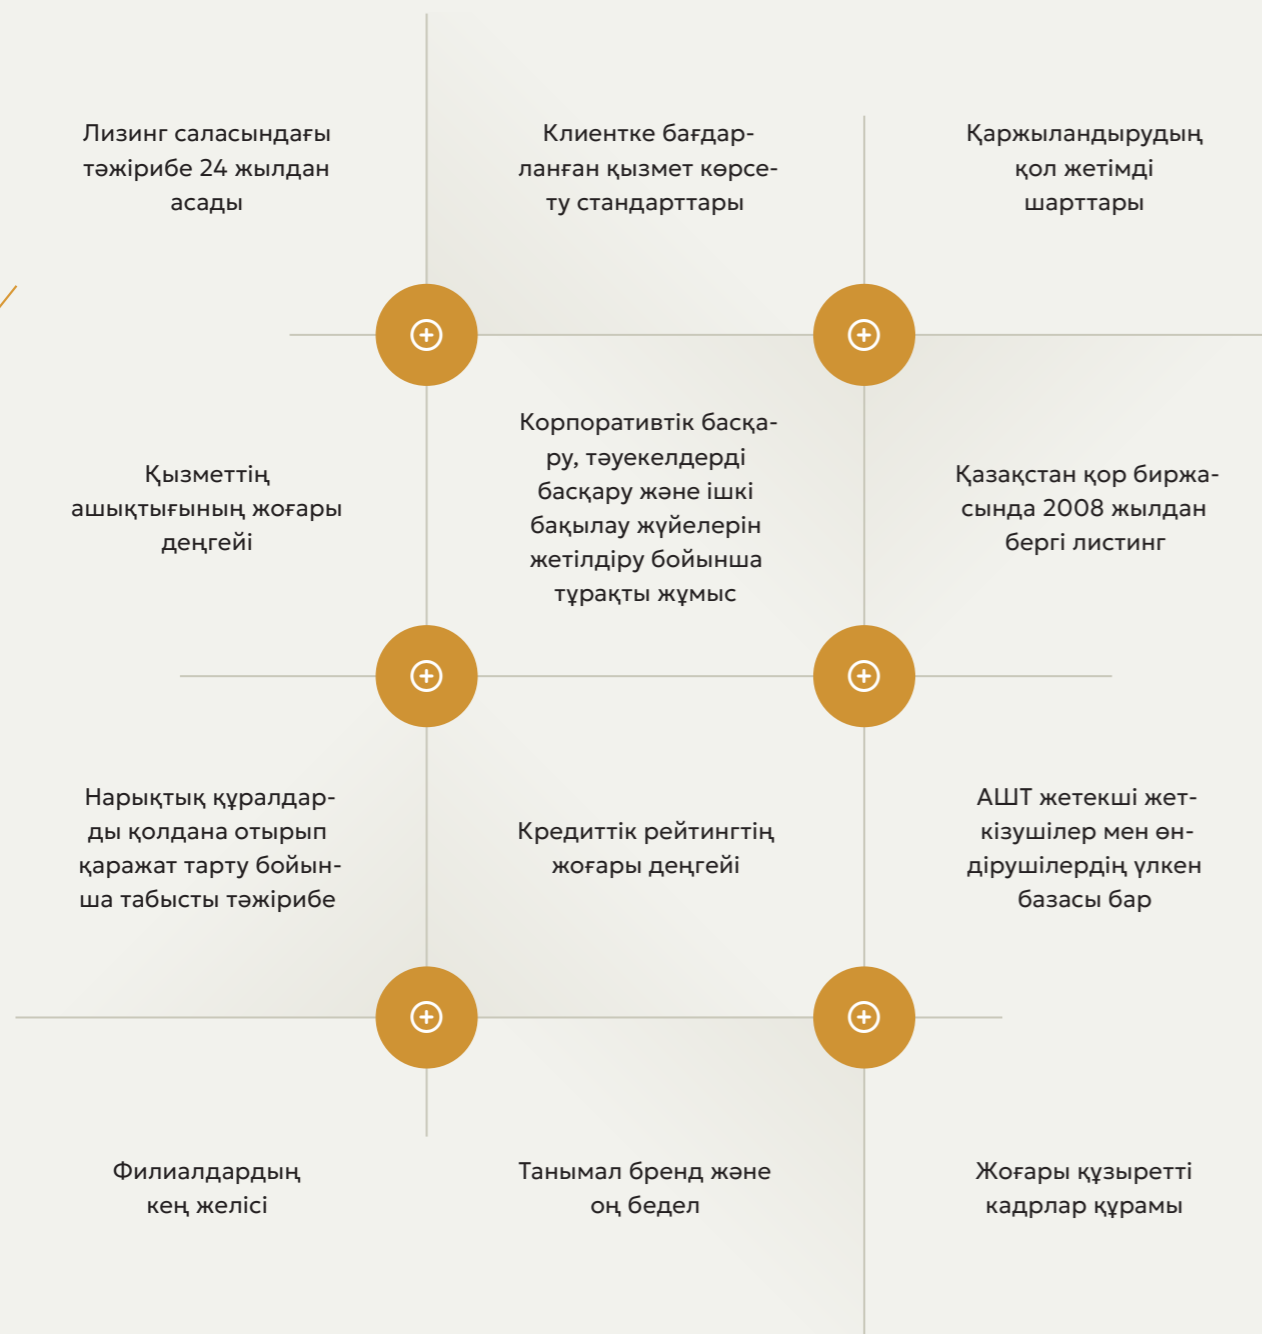 Лизинг саласындағы
тәжірибе 24 жылдан
асады
Клиентке бағдар-
ланған қызмет көрсе-
ту стандарттары
Қаржыландырудың
қол жетімді
шарттары
Қызметтің
ашықтығының жоғары
деңгейі
Корпоративтік басқа-
ру, тәуекелдерді
басқару және ішкі
бақылау жүйелерін
жетілдіру бойынша
тұрақты жұмыс
Қазақстан қор биржа-
сында 2008 жылдан
бергі листинг
Нарықтық құралдар-
ды қолдана отырып
қаражат тарту бойын-
ша табысты тәжірибе
Кредиттік рейтингтің
жоғары деңгейі
АШТ жетекші жет-
кізушілер мен өн-
дірушілердің үлкен
базасы бар
Филиалдардың
кең желісі
Танымал бренд және
оң бедел
Жоғары құзыретті
кадрлар құрамы